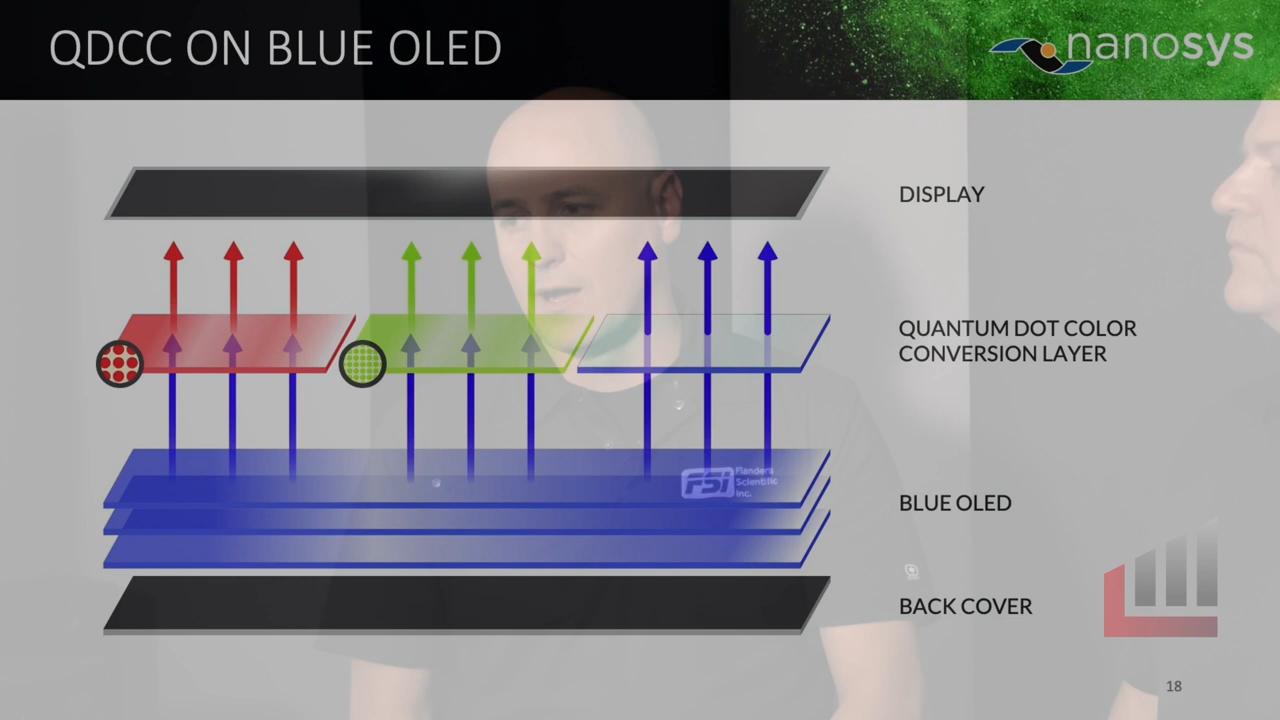 QDCC ON BLUE OLED
nanosys
DISPLAY
QUANTUM DOT COLOR
CONVERSION LAYER
BLUE OLED
FSi
Flanders
Scientific
Inc.
BACK COVER
18